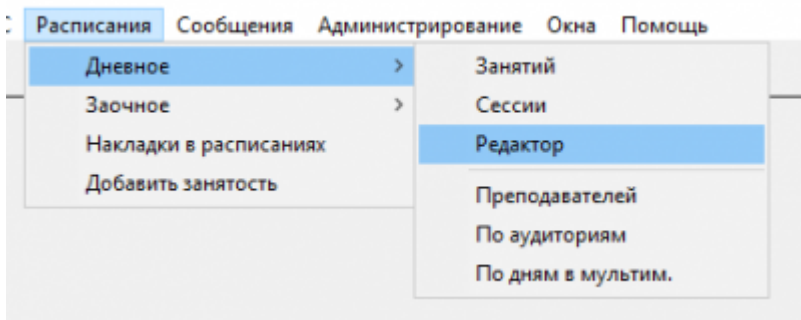 Расписания Сообщения Администрирование Окна Помощь
Дневное
Заочное
Накладки в расписаниях
Добавить занятость
Занятий
Сессии
Редактор
Преподавателей
По аудиториям
По дням в мультим.